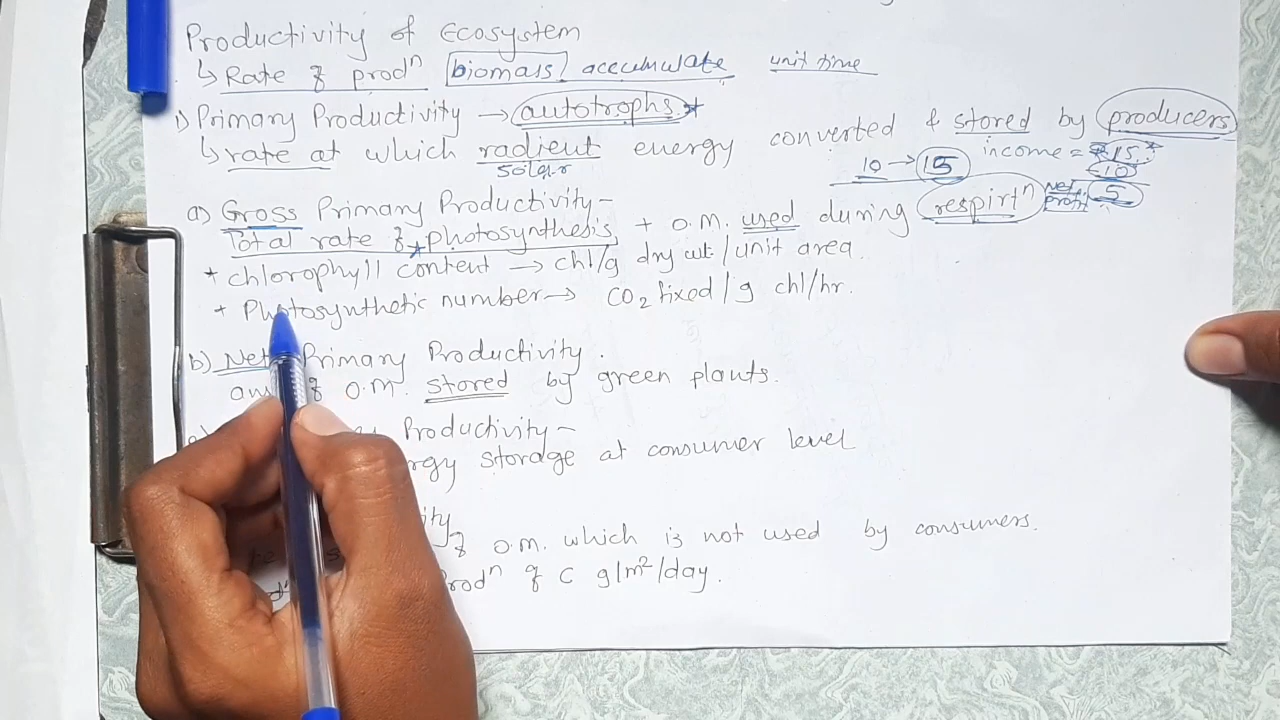 Productivity of Ecosystem
↳ Rate of prodⁿ biomass accumulate unit time
1) Primary Productivity → autotrophs *
↳ rate at which radient energy converted & stored by producers
solar
10 → 15
income = 15
-10
Net profit 5
a) Gross Primary Productivity-
Total rate of photosynthesis + O.M. used during respirtⁿ
* chlorophyll content → chl/g dry wt/unit area.
* Photosynthetic number → CO₂ fixed/g chl/hr.
b) Net Primary Productivity.
of O.M. stored by green plants.
Productivity-
storage at consumer level
of O.M. which is not used by consumers.
prodⁿ of C g/m²/day.